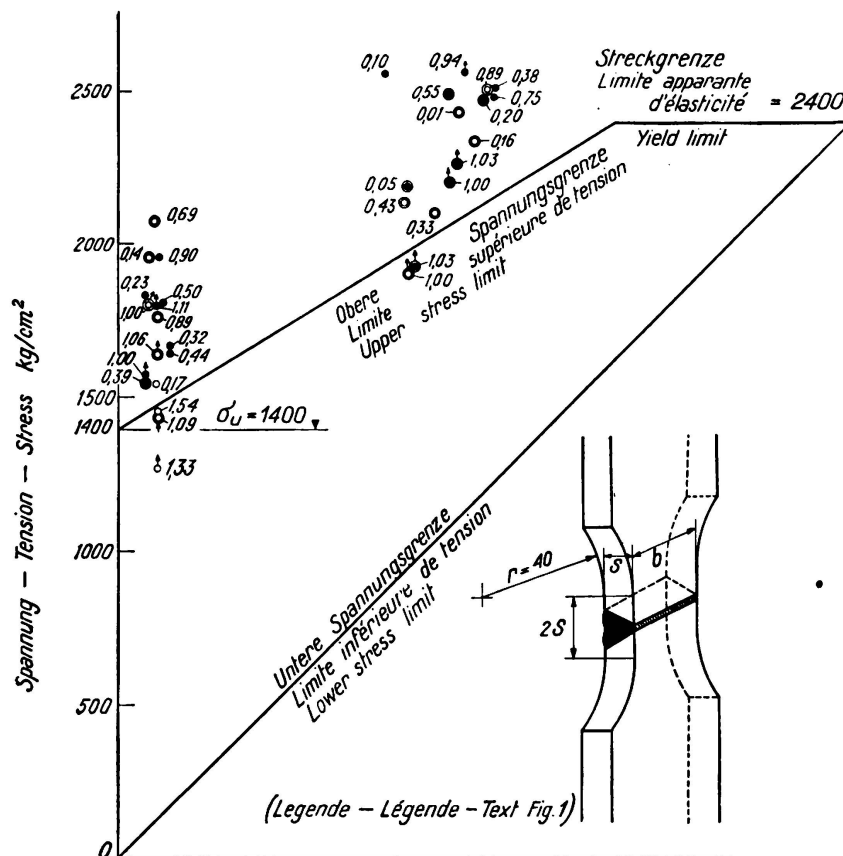 2500
2000
1500
1400
1000
500
0
Spannung – Tension – Stress kg/cm²
0,10
0,94
0,89
0,38
0,55
0,75
0,01
0,20
0,16
1,03
0,05
1,00
0,43
0,33
1,03
1,00
0,69
0,14
0,90
0,23
0,50
1,00
1,11
0,89
1,06
0,32
0,44
1,00
0,39
0,17
1,54
1,09
1,33
σu = 1400
Streckgrenze
Limite apparante
d'élasticité = 2400
Yield limit
Obere Spannungsgrenze
Limite supérieure de tension
Upper stress limit
Untere Spannungsgrenze
Limite inférieure de tension
Lower stress limit
r=40
s
b
2S
(Legende – Légende – Text Fig.1)